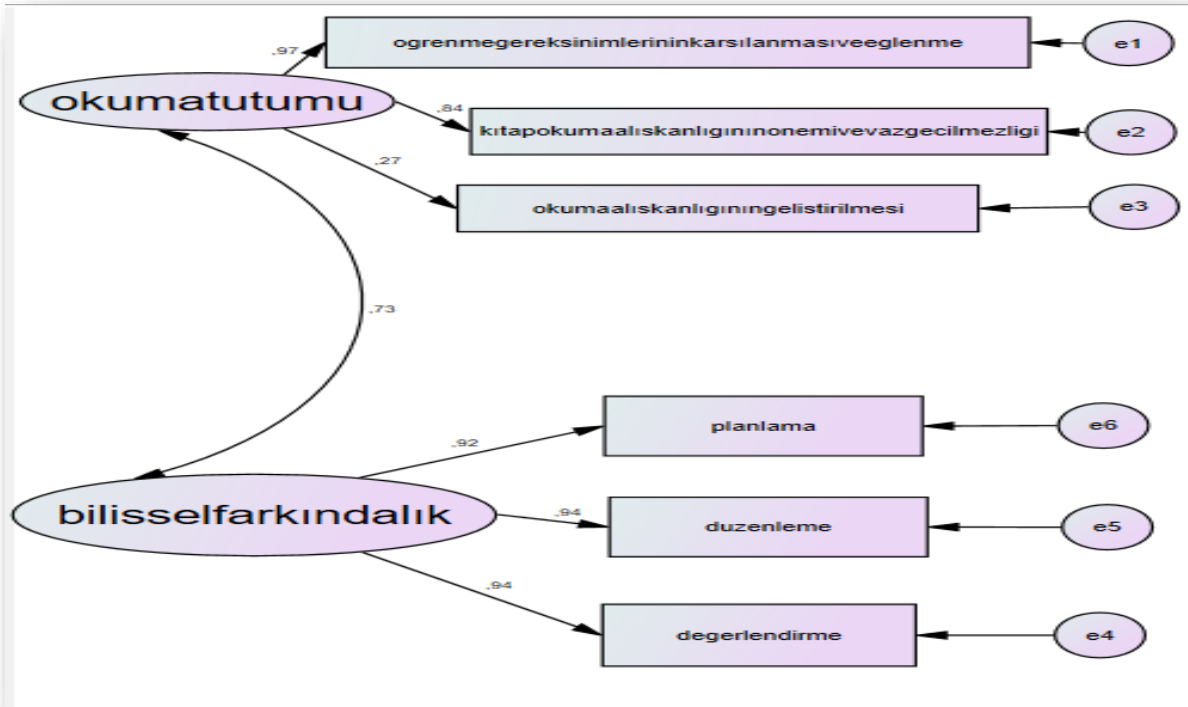 ,97
ogrenmegereksinimlerininkarsılanmasıveeglenme
e1
okumatutumu
,84
kıtapokumaalıskanlıgınınonemivevazgecilmezligi
e2
,27
okumaalıskanlıgınıngelistirilmesi
e3
,73
,92
planlama
e6
bilisselfarkındalık
,94
duzenleme
e5
,94
degerlendirme
e4